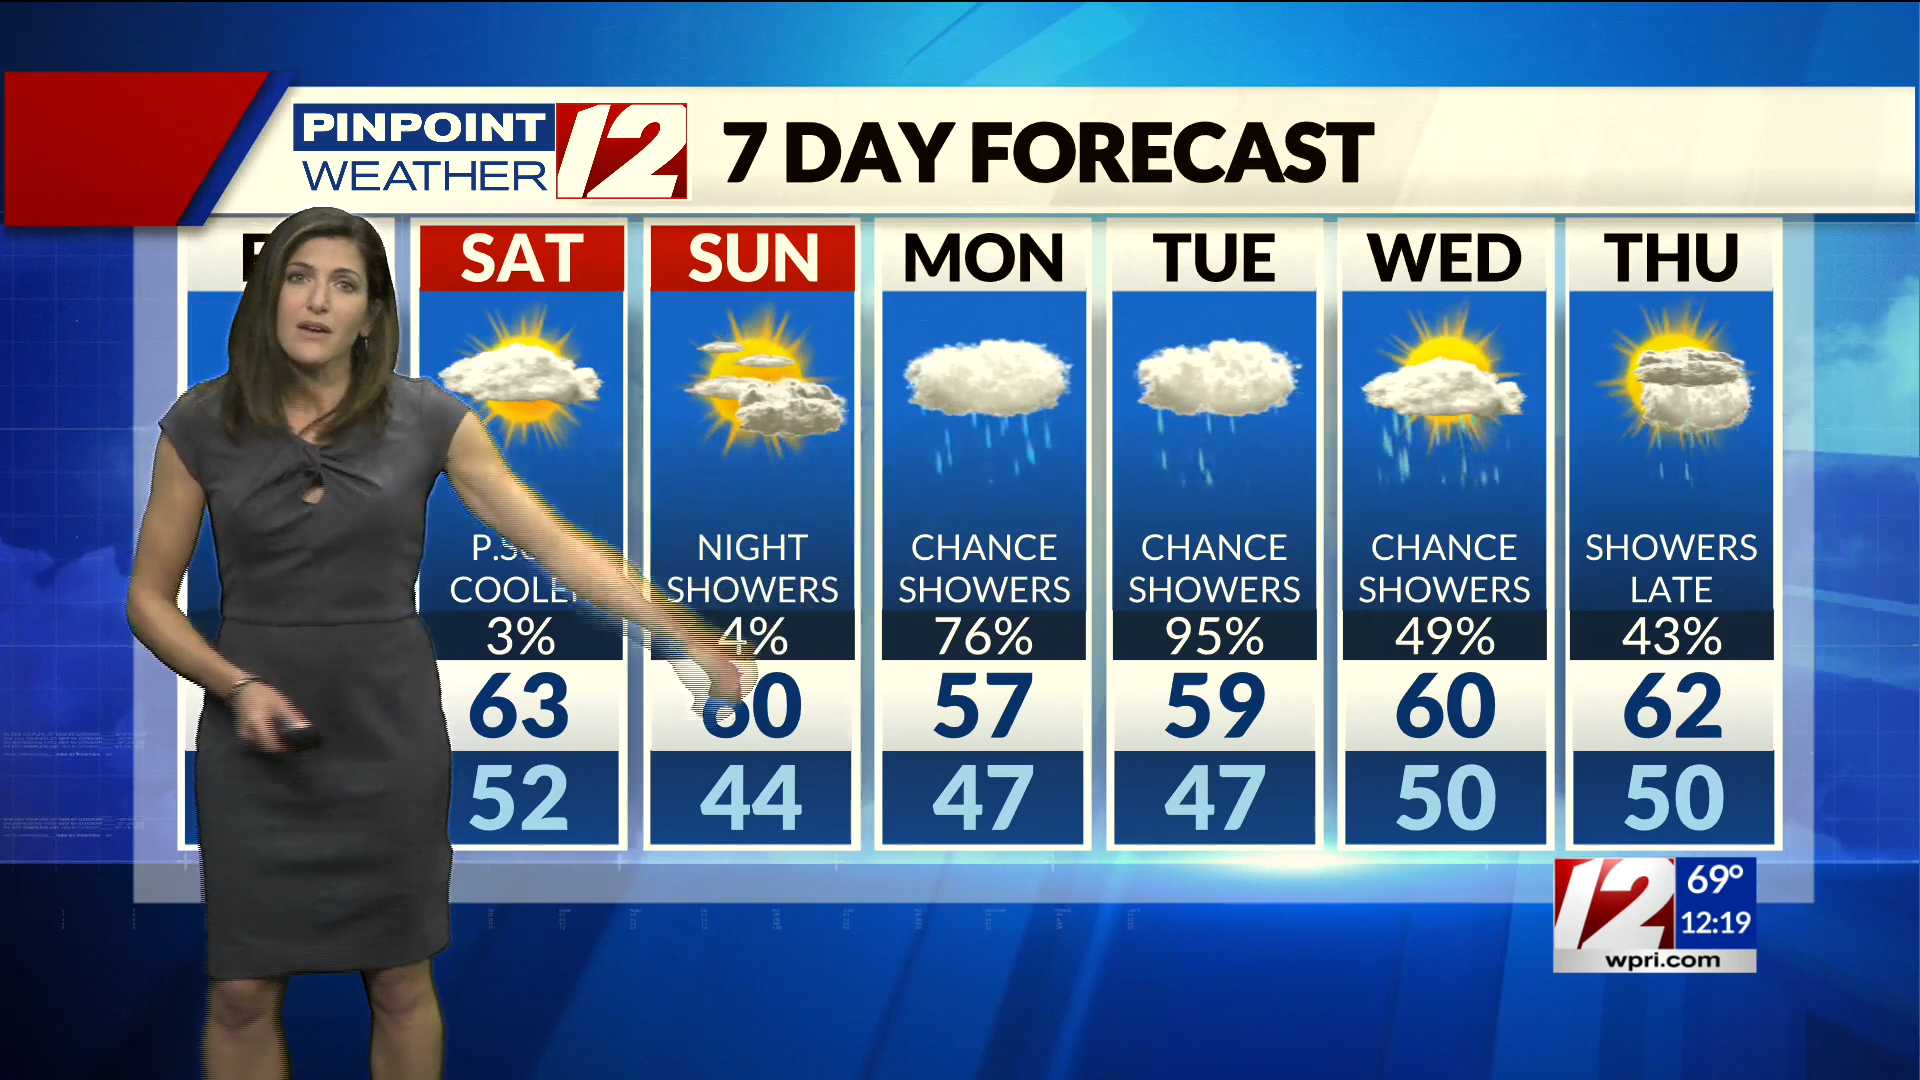 PINPOINT
WEATHER 12
7 DAY FORECAST
SAT SUN MON TUE WED THU
NIGHT CHANCE CHANCE CHANCE SHOWERS
SHOWERS SHOWERS SHOWERS SHOWERS LATE
3% 4% 76% 95% 49% 43%
63 60 57 59 60 62
52 44 47 47 50 50
12
69°
12:19
wpri.com